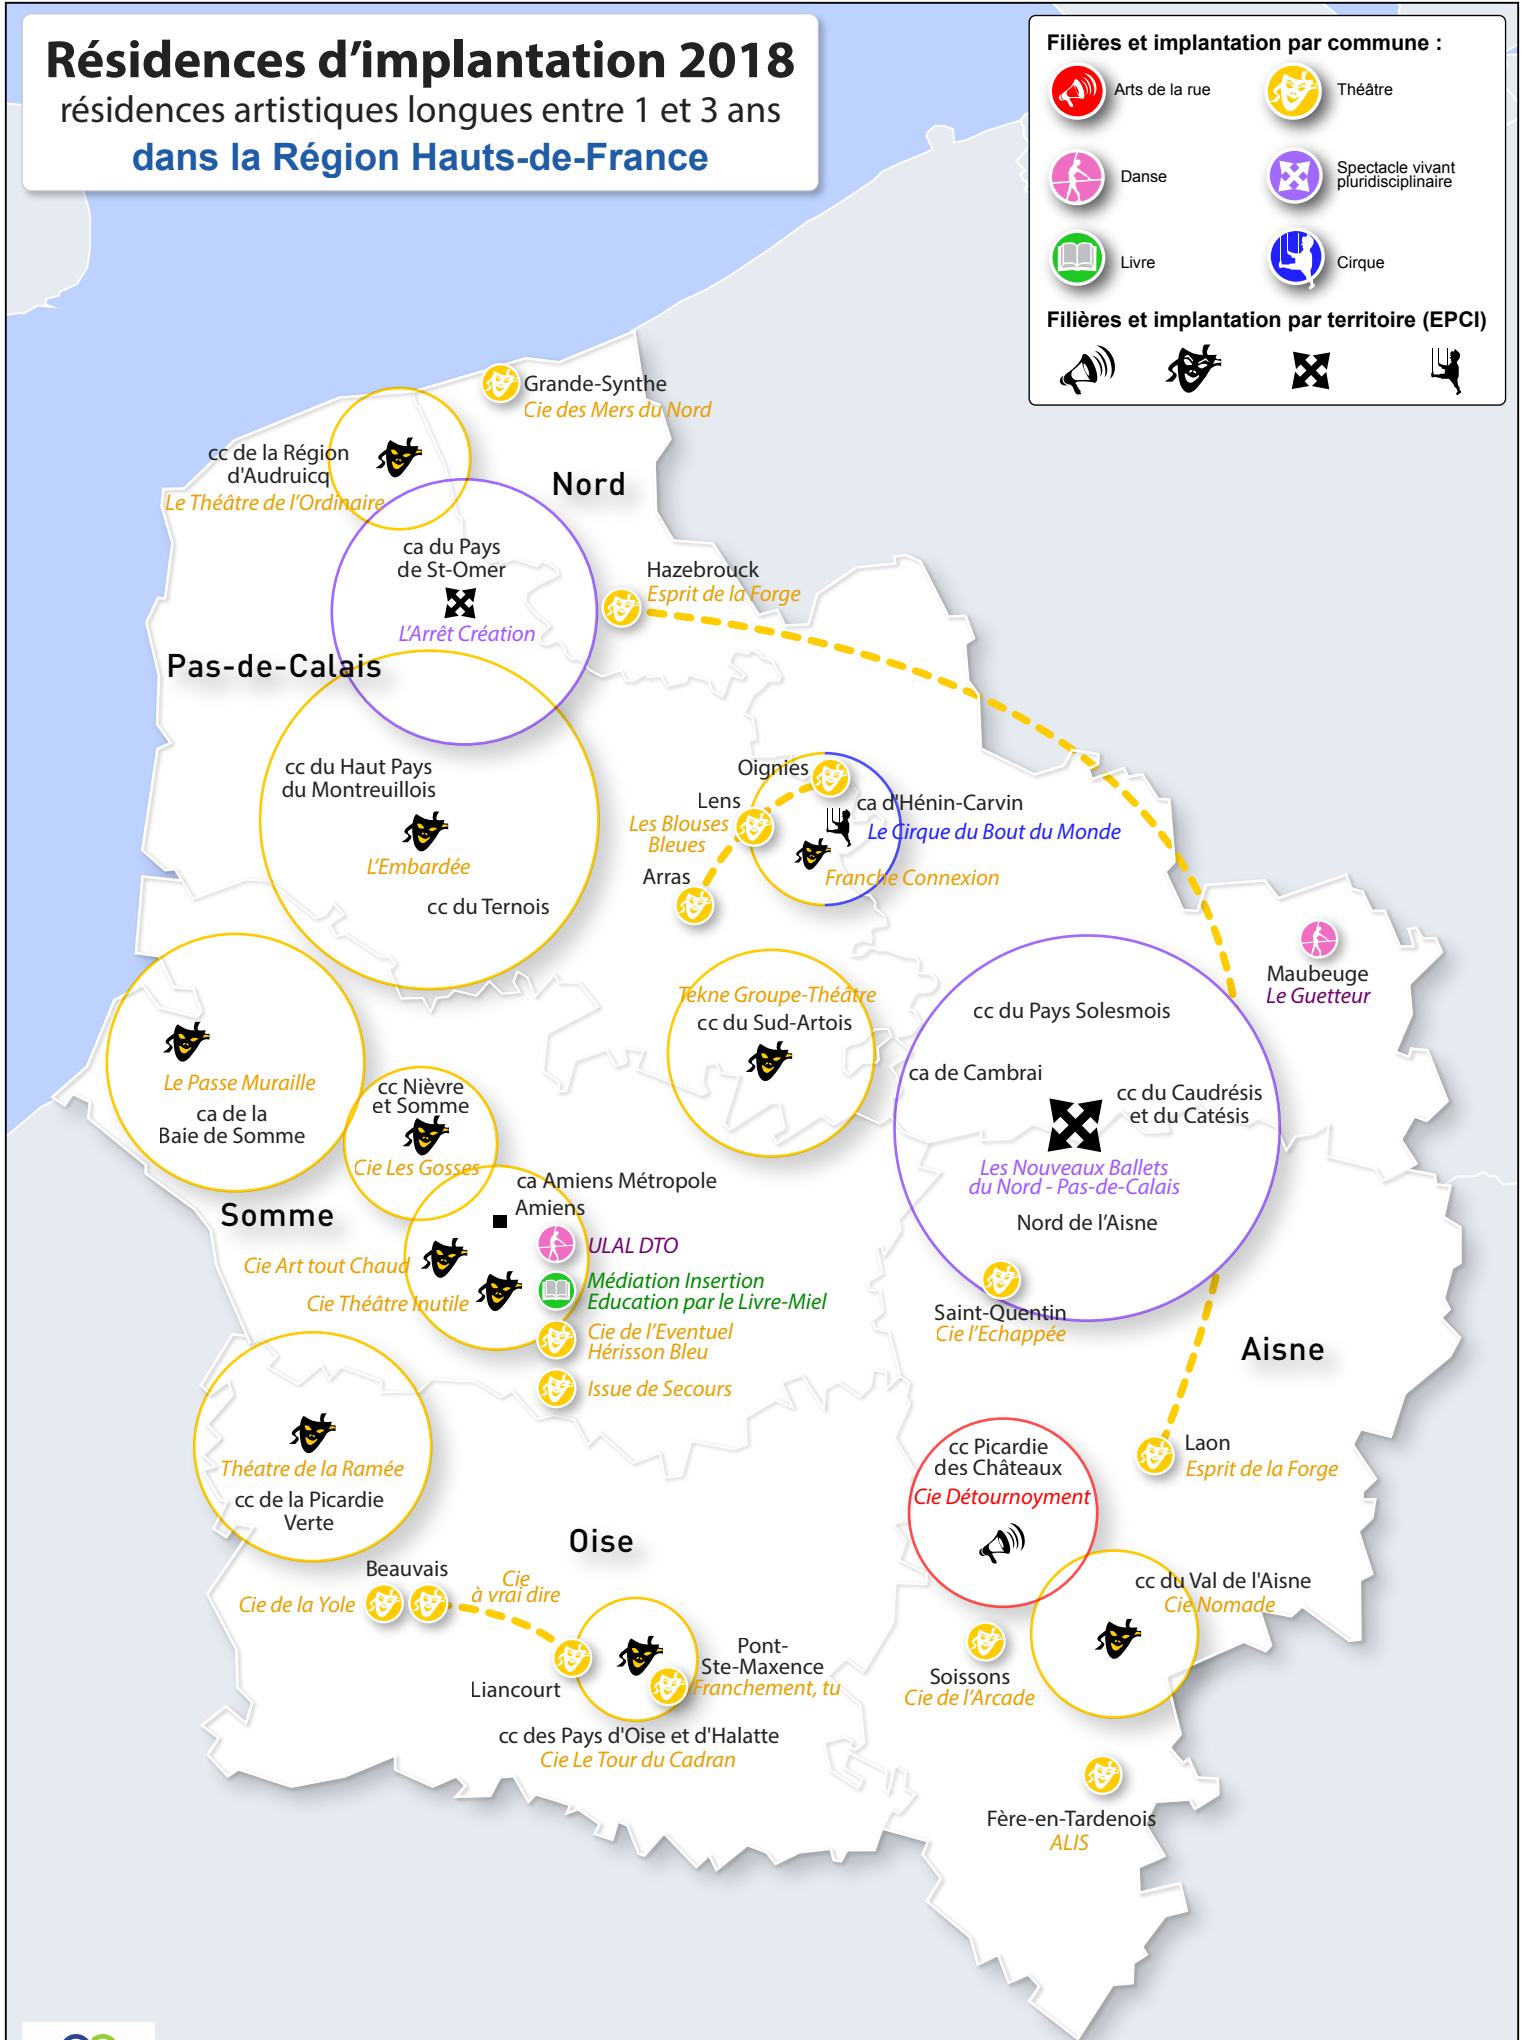 Résidences d'implantation 2018
résidences artistiques longues entre 1 et 3 ans
dans la Région Hauts-de-France
Filières et implantation par commune :
Arts de la rue
Théâtre
Danse
Spectacle vivant
pluridisciplinaire
Livre
Cirque
Filières et implantation par territoire (EPCI)
Grande-Synthe
Cie des Mers du Nord
cc de la Région
d'Audruicq
Le Théâtre de l'Ordinaire
Nord
ca du Pays
de St-Omer
L'Arrêt Création
Hazebrouck
Esprit de la Forge
Pas-de-Calais
cc du Haut Pays
du Montreuillois
L'Embardée
cc du Ternois
Oignies
Lens
Les Blouses
Bleues
Arras
ca d'Hénin-Carvin
Le Cirque du Bout du Monde
Franche Connexion
Maubeuge
Le Guetteur
Tekne Groupe-Théâtre
cc du Sud-Artois
cc du Pays Solesmois
ca de Cambrai
cc du Caudrésis
et du Catésis
Les Nouveaux Ballets
du Nord - Pas-de-Calais
Nord de l'Aisne
Le Passe Muraille
ca de la
Baie de Somme
cc Nièvre
et Somme
Cie Les Gosses
Somme
ca Amiens Métropole
Amiens
Cie Art tout Chaud
Cie Théâtre Inutile
ULAL DTO
Médiation Insertion
Education par le Livre-Miel
Cie de l'Eventuel
Hérisson Bleu
Issue de Secours
Saint-Quentin
Cie l'Echappée
Aisne
Théatre de la Ramée
cc de la Picardie
Verte
cc Picardie
des Châteaux
Cie Détournoyment
Laon
Esprit de la Forge
Oise
Beauvais
Cie de la Yole
Cie
à vrai dire
Liancourt
Pont-
Ste-Maxence
Franchement, tu
cc des Pays d'Oise et d'Halatte
Cie Le Tour du Cadran
cc du Val de l'Aisne
Cie Nomade
Soissons
Cie de l'Arcade
Fère-en-Tardenois
ALIS